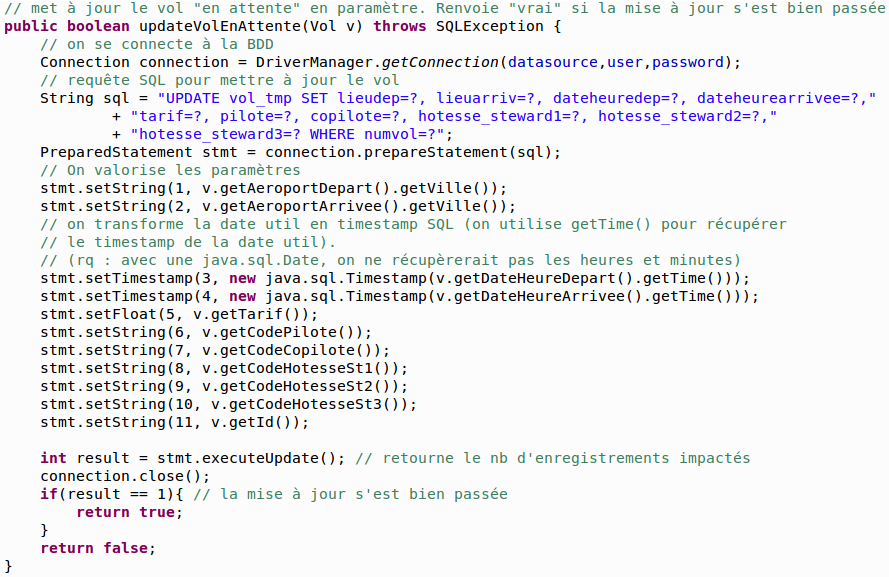 // met à jour le vol "en attente" en paramètre. Renvoie "vrai" si la mise à jour s'est bien passée
public boolean updateVolEnAttente(Vol v) throws SQLException {
    // on se connecte à la BDD
    Connection connection = DriverManager.getConnection(datasource,user,password);
    // requête SQL pour mettre à jour le vol
    String sql = "UPDATE vol_tmp SET lieudep=?, lieuarriv=?, dateheuredep=?, dateheurearrivee=?,"
            + "tarif=?, pilote=?, copilote=?, hotesse_steward1=?, hotesse_steward2=?,"
            + "hotesse_steward3=? WHERE numvol=?";
    PreparedStatement stmt = connection.prepareStatement(sql);
    // On valorise les paramètres
    stmt.setString(1, v.getAeroportDepart().getVille());
    stmt.setString(2, v.getAeroportArrivee().getVille());
    // on transforme la date util en timestamp SQL (on utilise getTime() pour récupérer
    // le timestamp de la date util).
    // (rq : avec une java.sql.Date, on ne récupèrerait pas les heures et minutes)
    stmt.setTimestamp(3, new java.sql.Timestamp(v.getDateHeureDepart().getTime()));
    stmt.setTimestamp(4, new java.sql.Timestamp(v.getDateHeureArrivee().getTime()));
    stmt.setFloat(5, v.getTarif());
    stmt.setString(6, v.getCodePilote());
    stmt.setString(7, v.getCodeCopilote());
    stmt.setString(8, v.getCodeHotesseSt1());
    stmt.setString(9, v.getCodeHotesseSt2());
    stmt.setString(10, v.getCodeHotesseSt3());
    stmt.setString(11, v.getId());

    int result = stmt.executeUpdate(); // retourne le nb d'enregistrements impactés
    connection.close();
    if(result == 1){ // la mise à jour s'est bien passée
        return true;
    }
    return false;
}